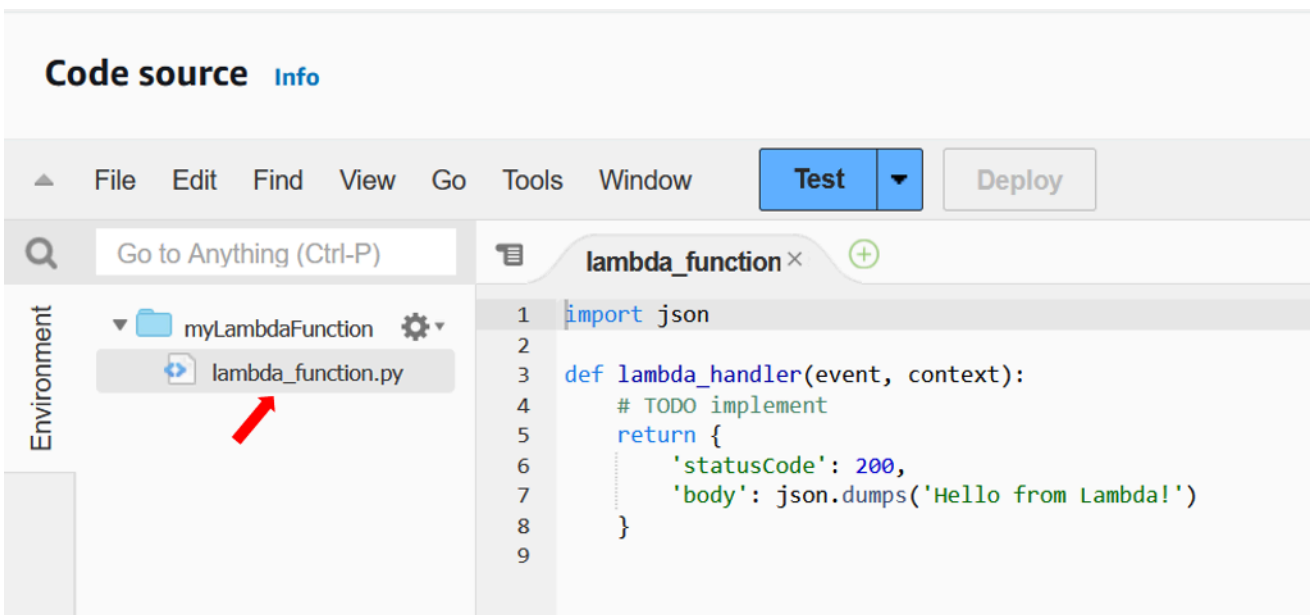 Code source Info
File Edit Find View Go Tools Window Test Deploy
Go to Anything (Ctrl-P)
lambda_function
Environment
myLambdaFunction
lambda_function.py
1 import json
2
3 def lambda_handler(event, context):
4     # TODO implement
5     return {
6         'statusCode': 200,
7         'body': json.dumps('Hello from Lambda!')
8     }
9